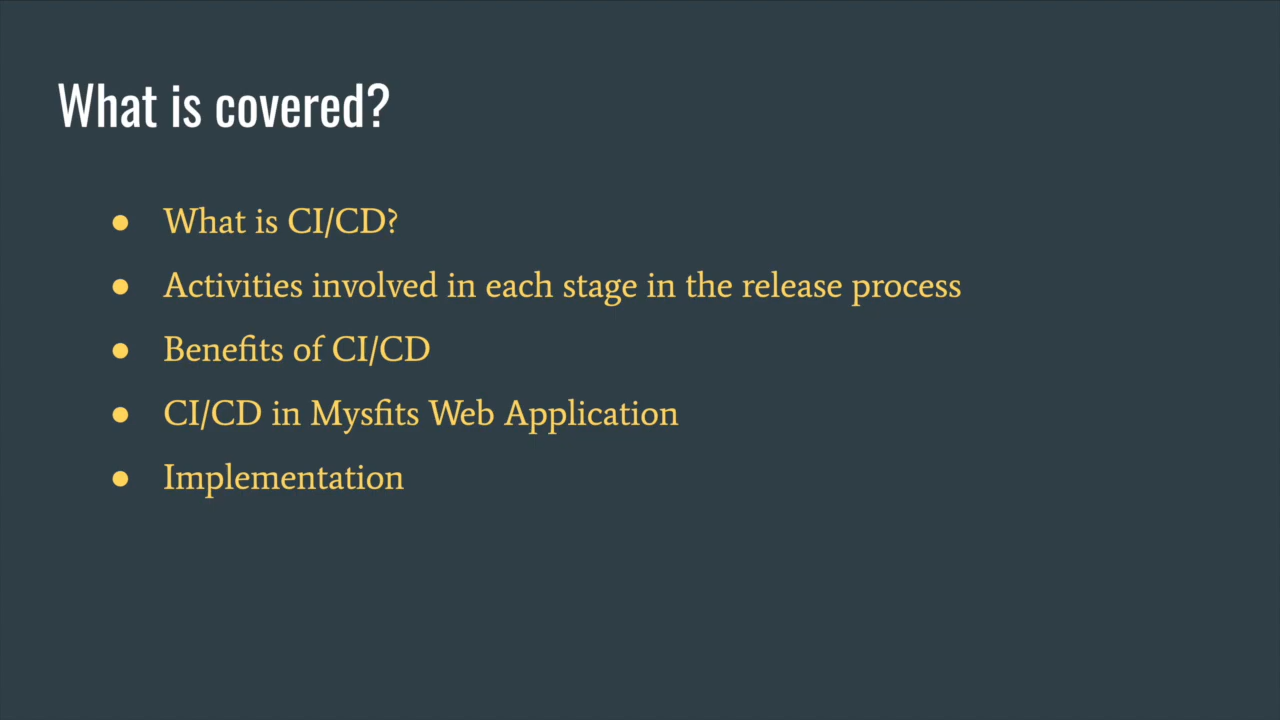 What is covered?
● What is CI/CD?
● Activities involved in each stage in the release process
● Benefits of CI/CD
● CI/CD in Mysfits Web Application
● Implementation